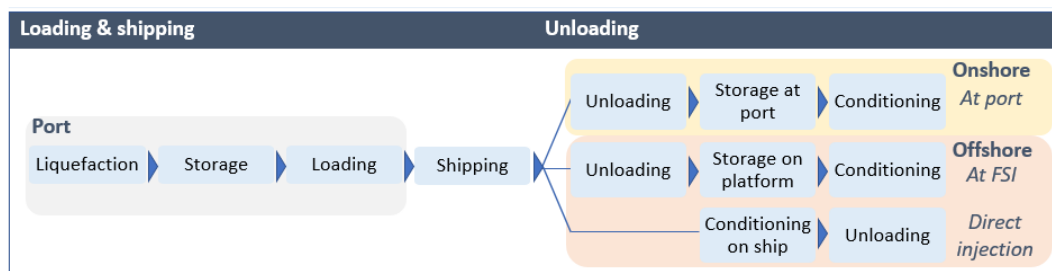 Loading & shipping
Unloading
Port
Liquefaction
Storage
Loading
Shipping
Unloading
Storage at
port
Conditioning
Onshore
At port
Unloading
Storage on
platform
Conditioning
Offshore
At FSI
Conditioning
on ship
Unloading
Direct
injection